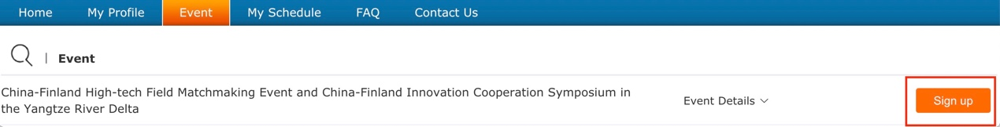 Home My Profile Event My Schedule FAQ Contact Us
| Event
China-Finland High-tech Field Matchmaking Event and China-Finland Innovation Cooperation Symposium in
the Yangtze River Delta
Event Details
Sign up